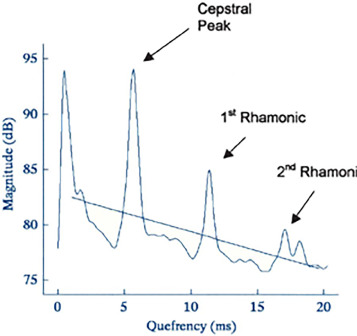 Cepstral
Peak
1st Rhamonic
2nd Rhamoni
Magnitude (dB)
95
90
85
78
75
0
5
10
15
20
Quefrency (ms)